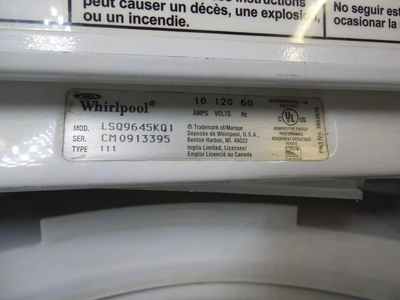 peut causer un décès, une explosion,
ou un incendie.
No seguir est
ocasionar la
Whirlpool®
10 120 60
AMPS VOLTS Hz
MOD. LSQ9645KQ1
SER. CM0913395
TYPE 111
® Trademark of/Marque
Déposée de Whirlpool, U.S.A.,
Benton Harbor, MI. 49022
Inglis Limited, Licensee/
Emploi Licencié au Canada
C UL US